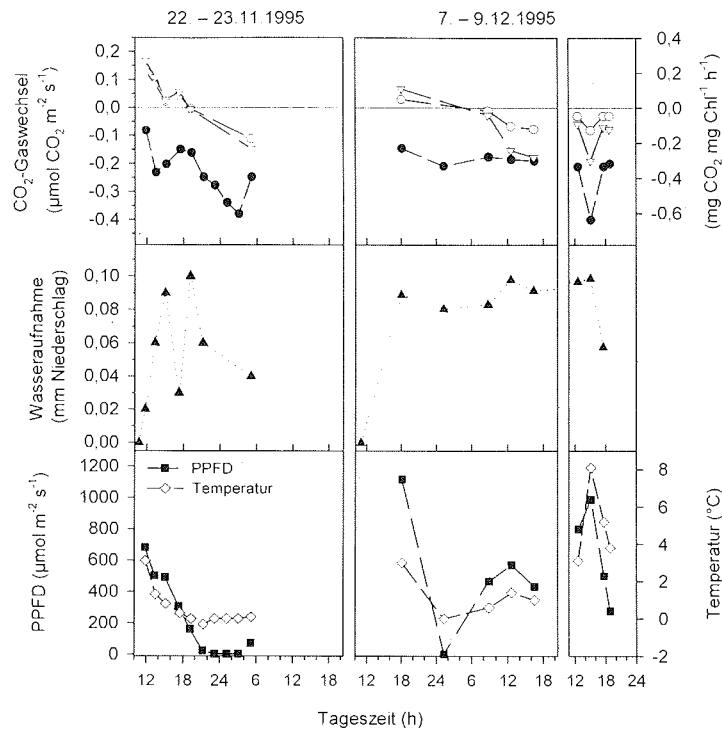 22. – 23.11.1995 7. – 9.12.1995
CO2-Gaswechsel
(µmol CO2 m-2 s-1)
0,2
0,1
0,0
-0,1
-0,2
-0,3
-0,4
0,4
0,2
0,0
-0,2
-0,4
-0,6
(mg CO2 mg Chl-1 h-1)
Wasseraufnahme
(mm Niederschlag)
0,10
0,08
0,06
0,04
0,02
0,00
PPFD (µmol m-2 s-1)
1200
1000
800
600
400
200
0
PPFD
Temperatur
8
6
4
2
0
-2
Temperatur (°C)
12 18 24 6 12 18 18 24 6 12 18 12 18 24
Tageszeit (h)